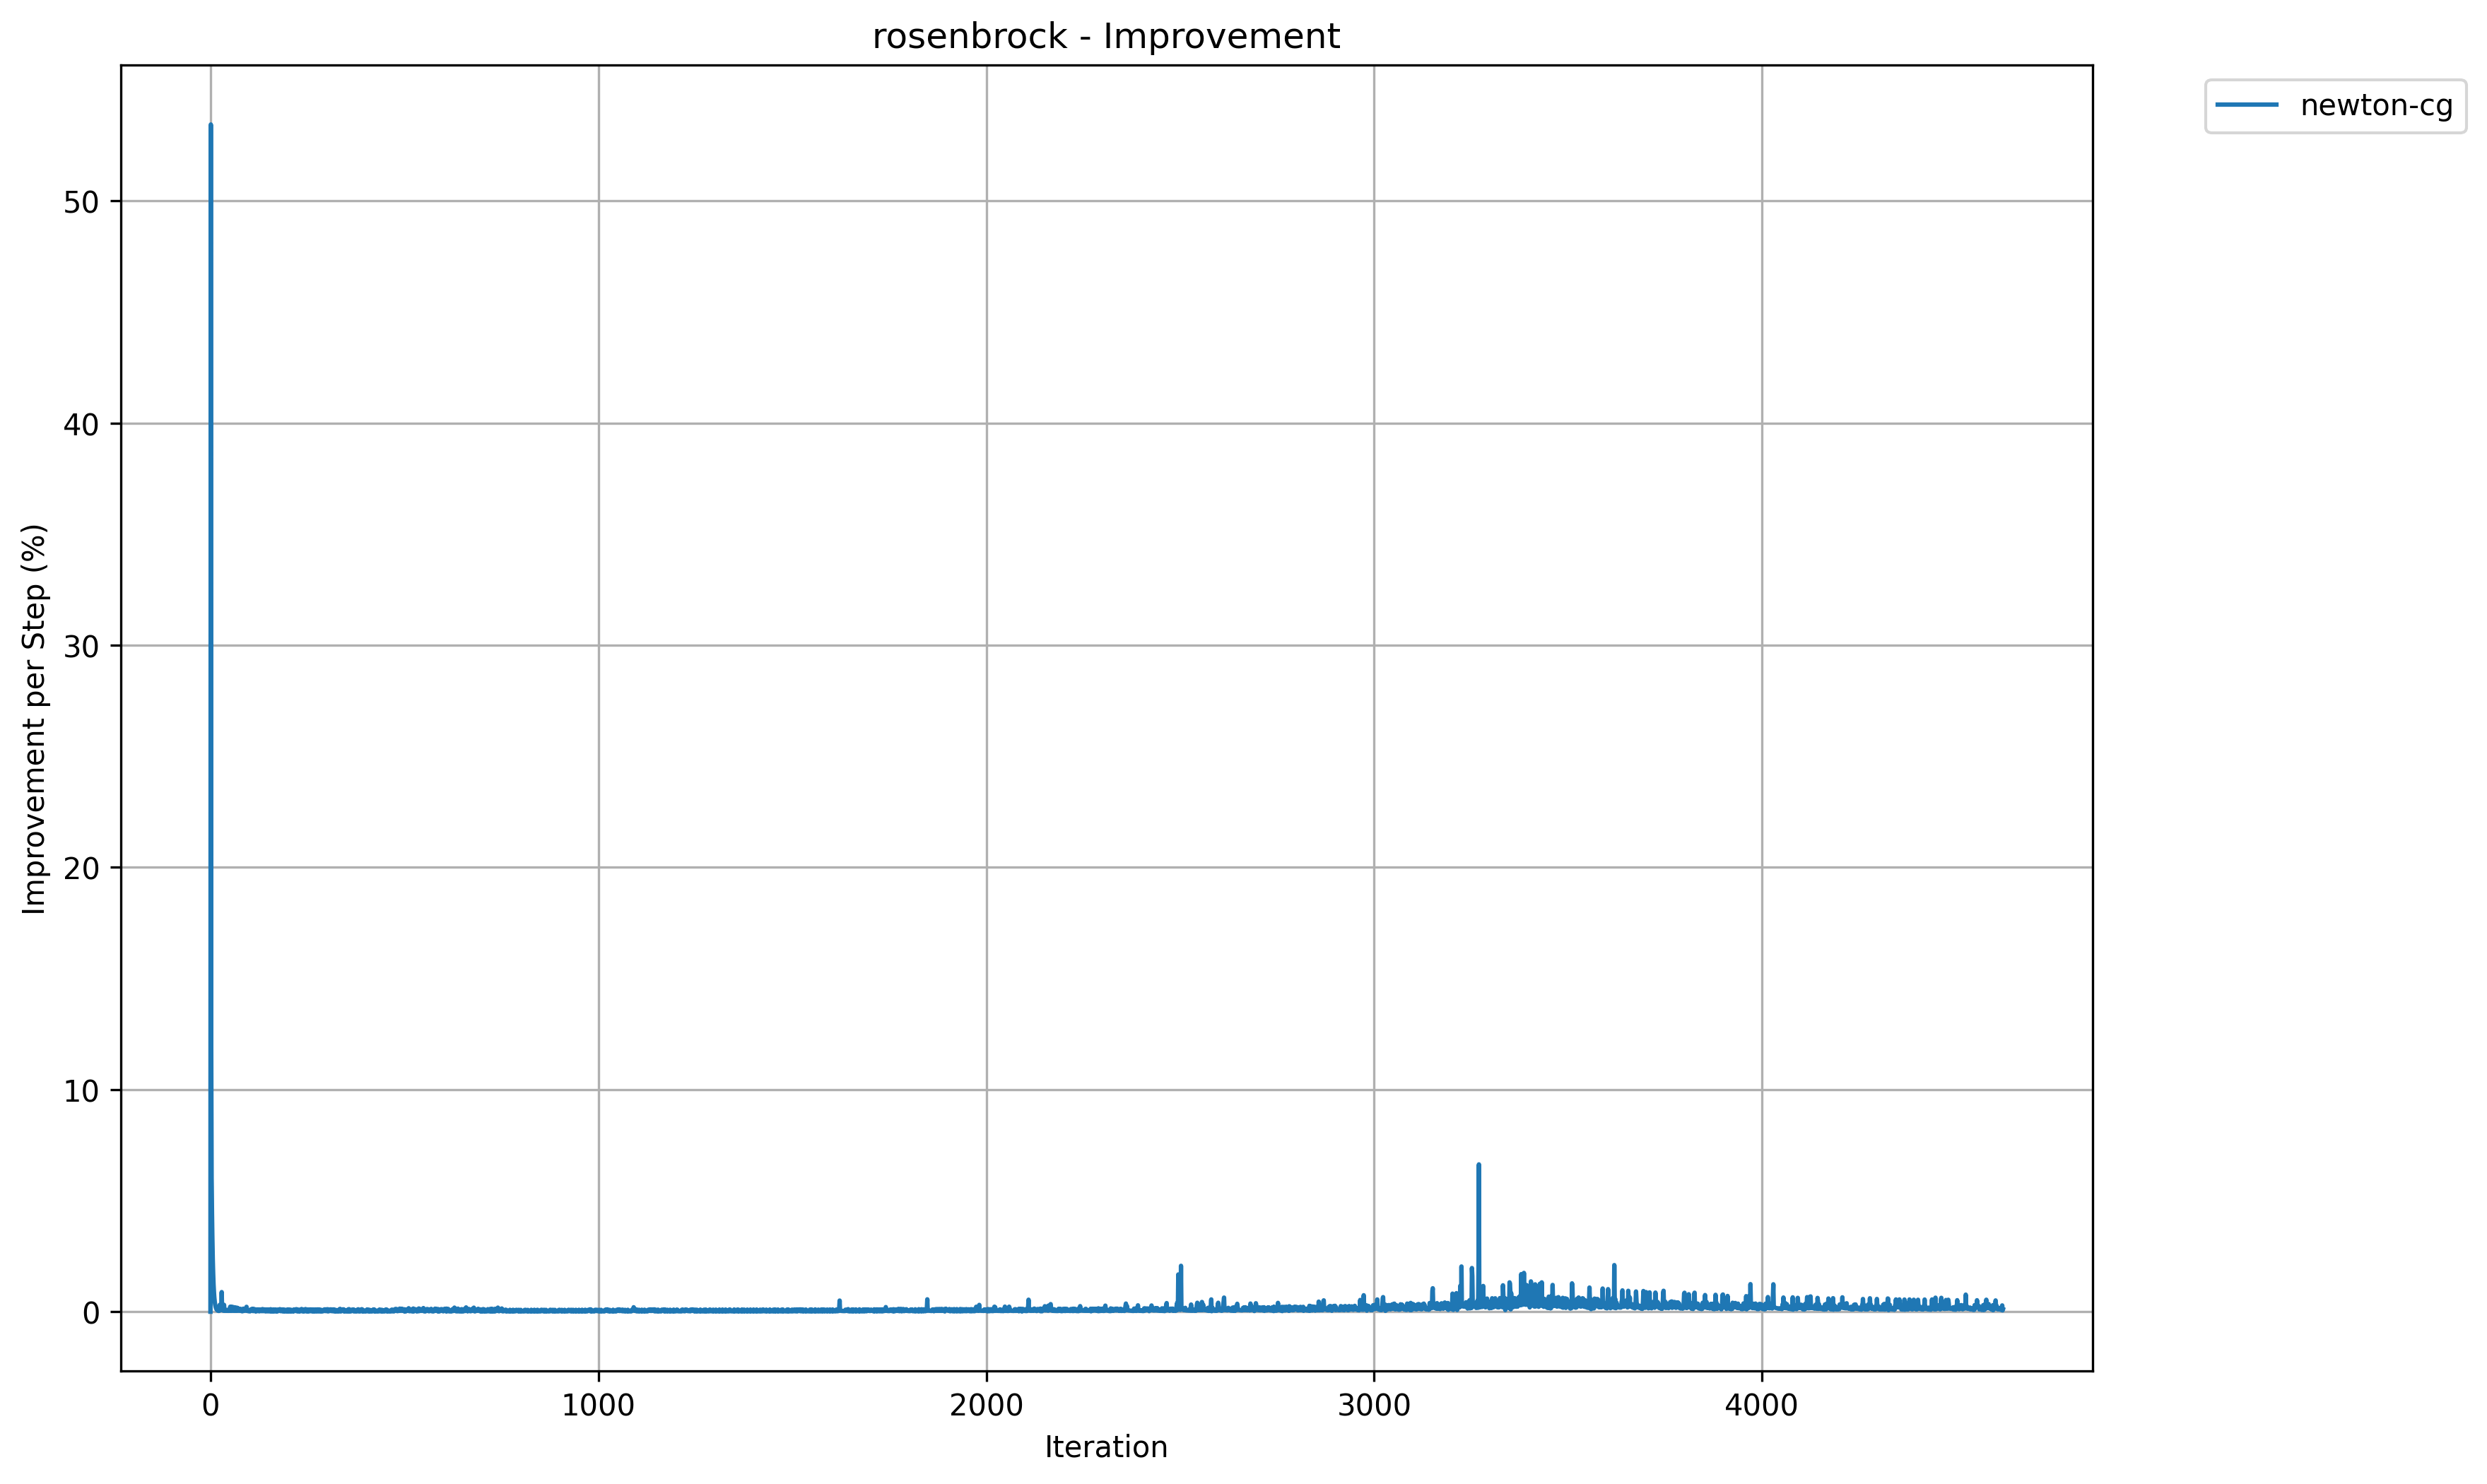 rosenbrock - Improvement
newton-cg
Improvement per Step (%)
50
40
30
20
10
0
0 1000 2000 3000 4000
Iteration